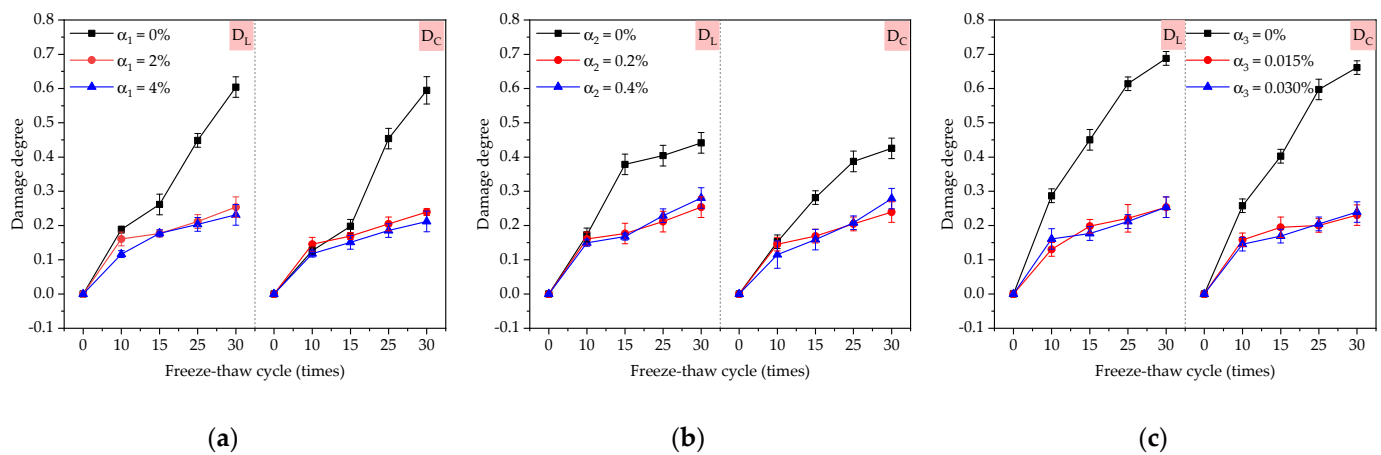 0.8
0.7
0.6
0.5
0.4
0.3
0.2
0.1
0.0
-0.1
Damage degree
α1 = 0%
α1 = 2%
α1 = 4%
DL
DC
0 10 15 25 30 0 10 15 25 30
Freeze-thaw cycle (times)
(a)
0.8
0.7
0.6
0.5
0.4
0.3
0.2
0.1
0.0
-0.1
Damage degree
α2 = 0%
α2 = 0.2%
α2 = 0.4%
DL
DC
0 10 15 25 30 0 10 15 25 30
Freeze-thaw cycle (times)
(b)
0.8
0.7
0.6
0.5
0.4
0.3
0.2
0.1
0.0
-0.1
Damage degree
DL
α3 = 0%
α3 = 0.015%
α3 = 0.030%
DC
0 10 15 25 30 0 10 15 25 30
Freeze-thaw cycle (times)
(c)